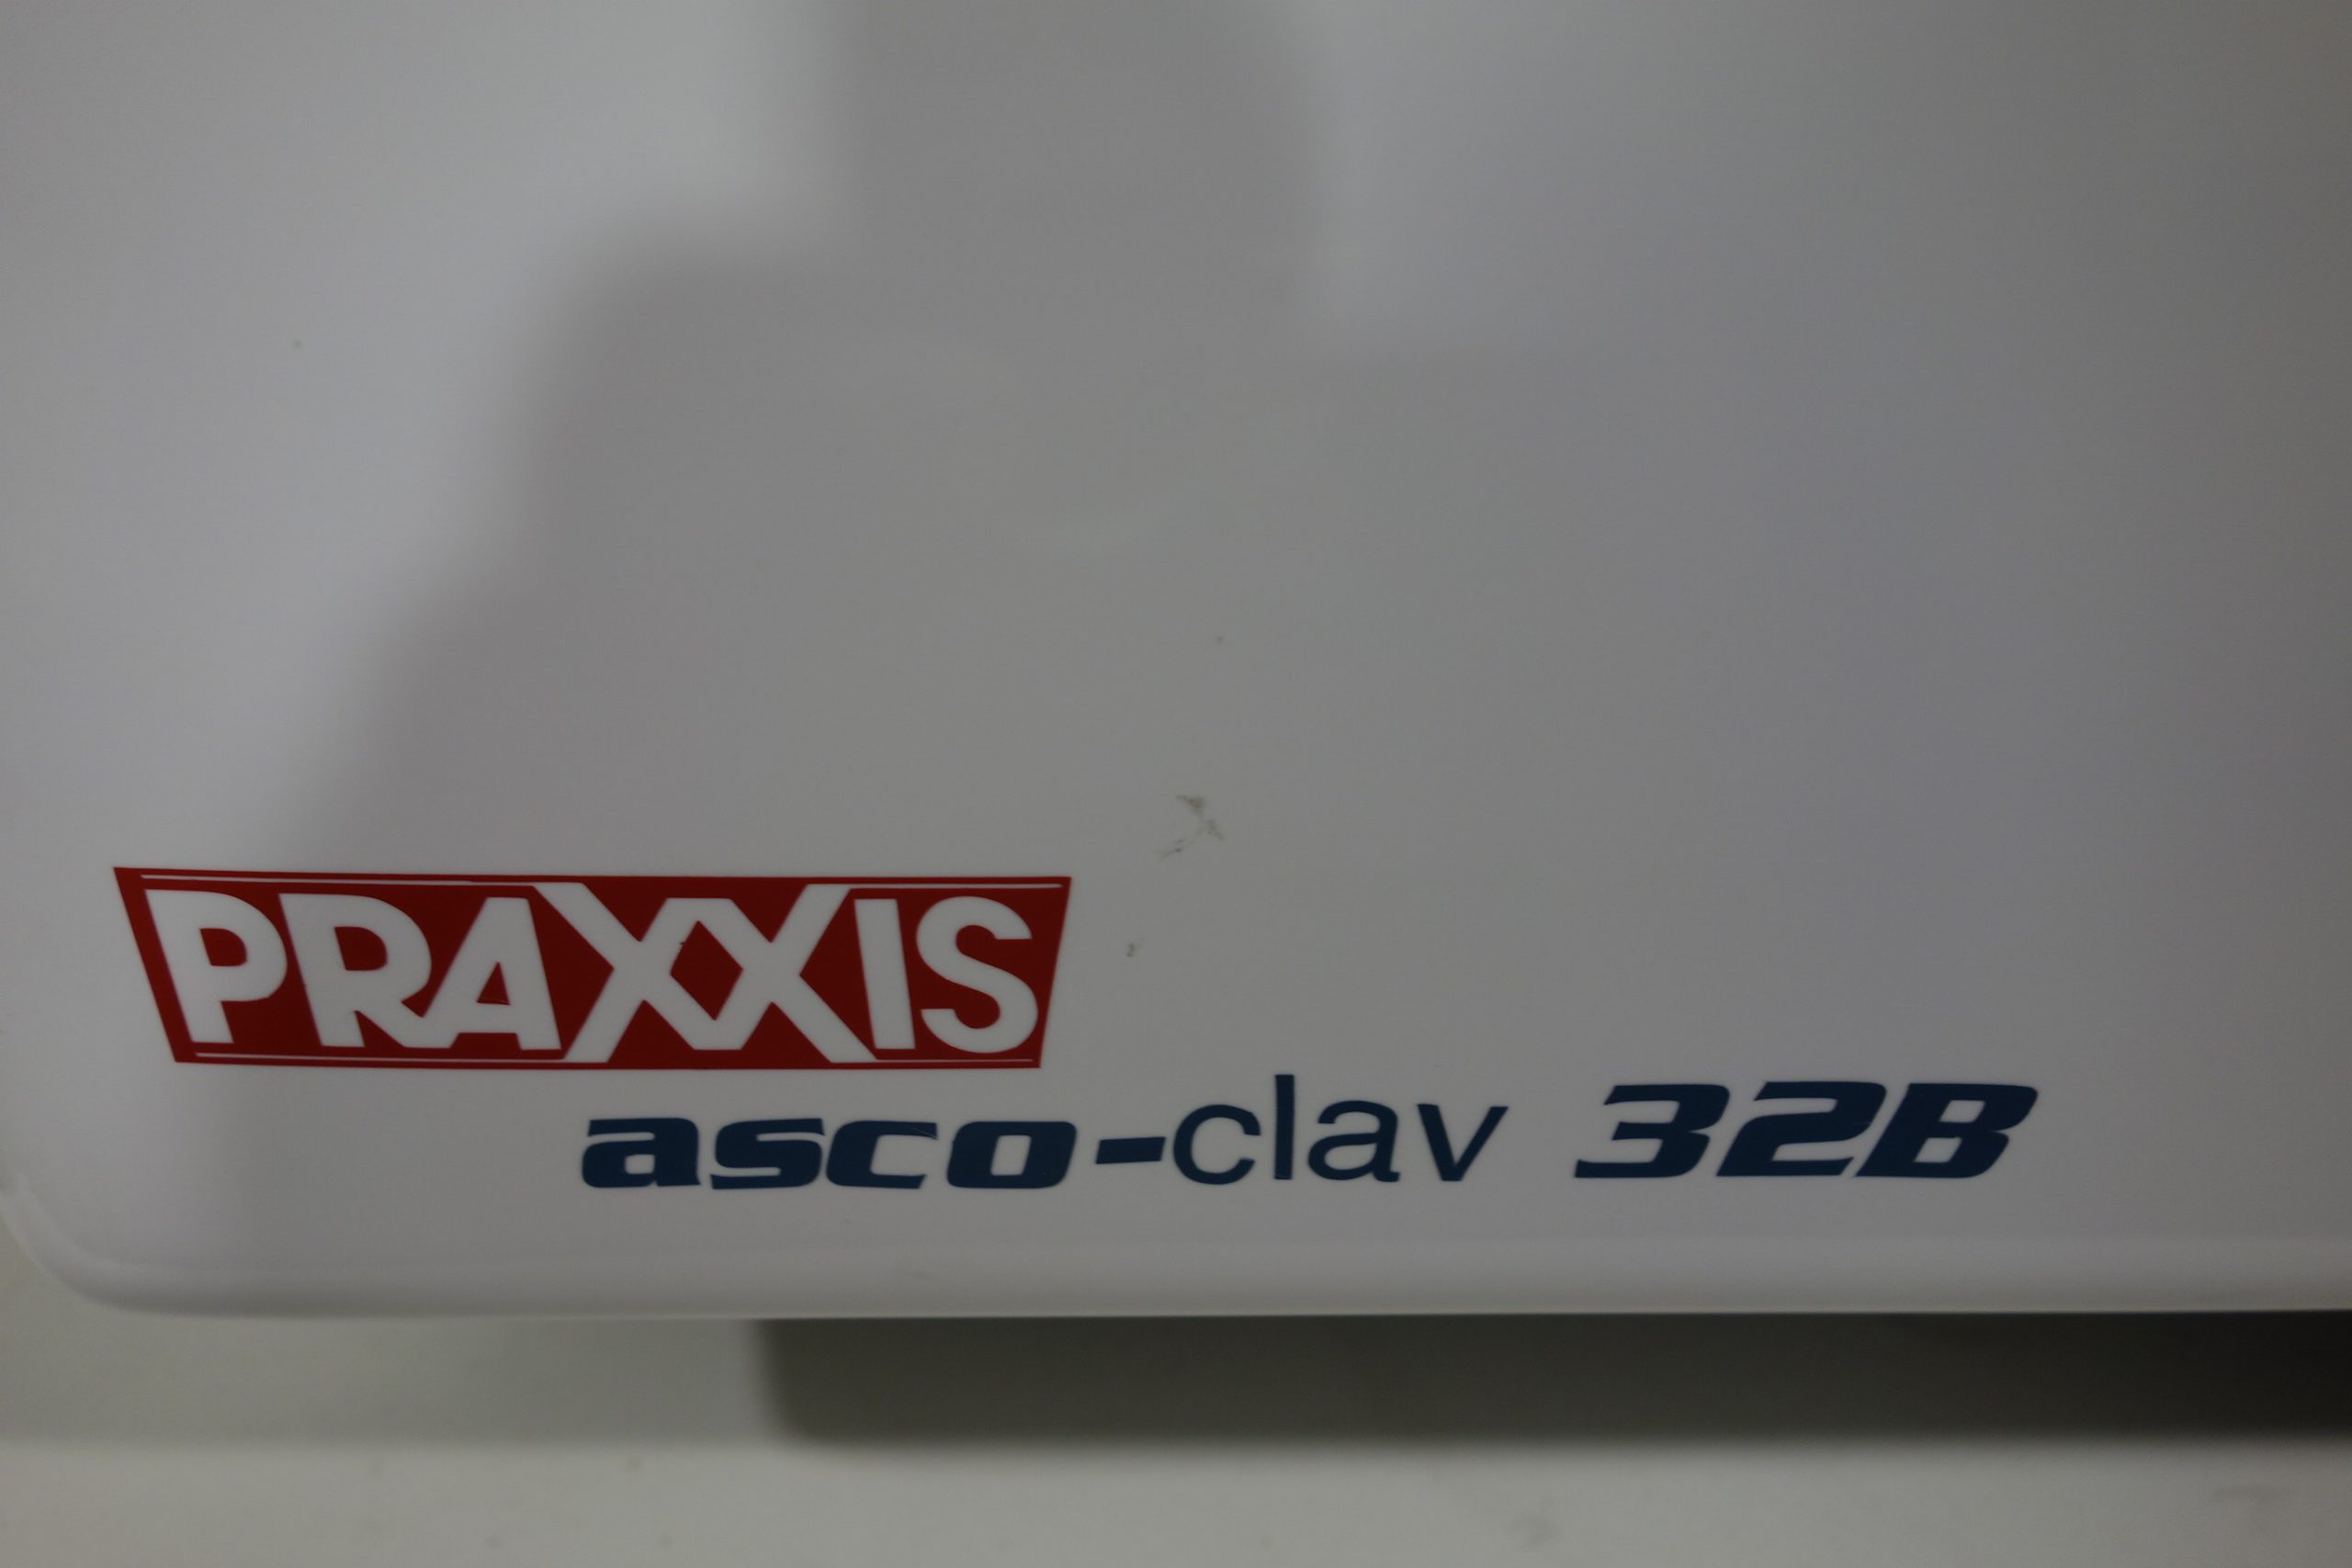 PRAXXIS
asco-clav 32B